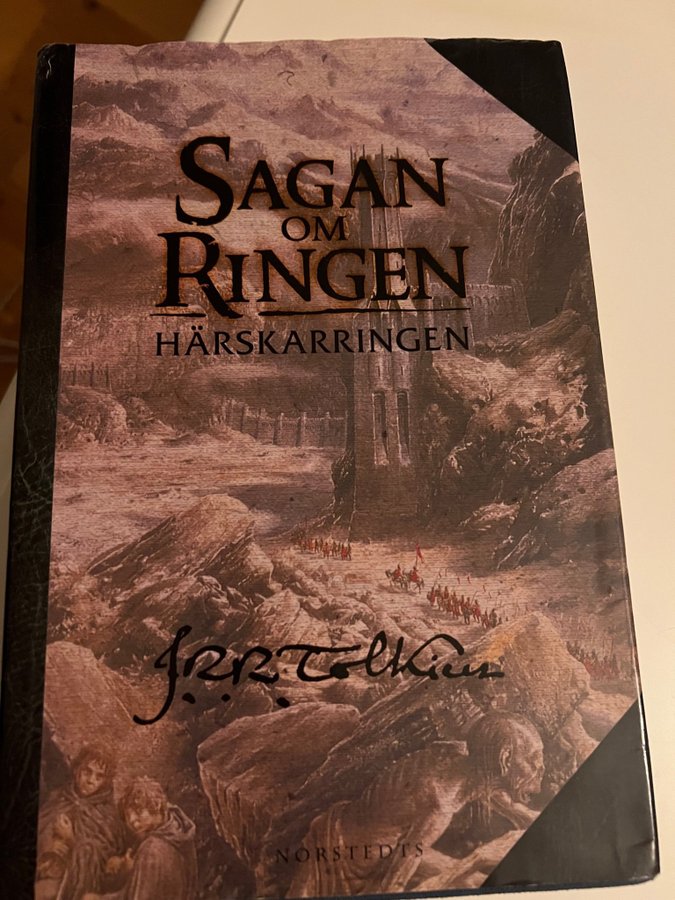 SAGAN
OM
RINGEN
HÄRSKARRINGEN
J.R.R. Tolkien
NORSTEDTS